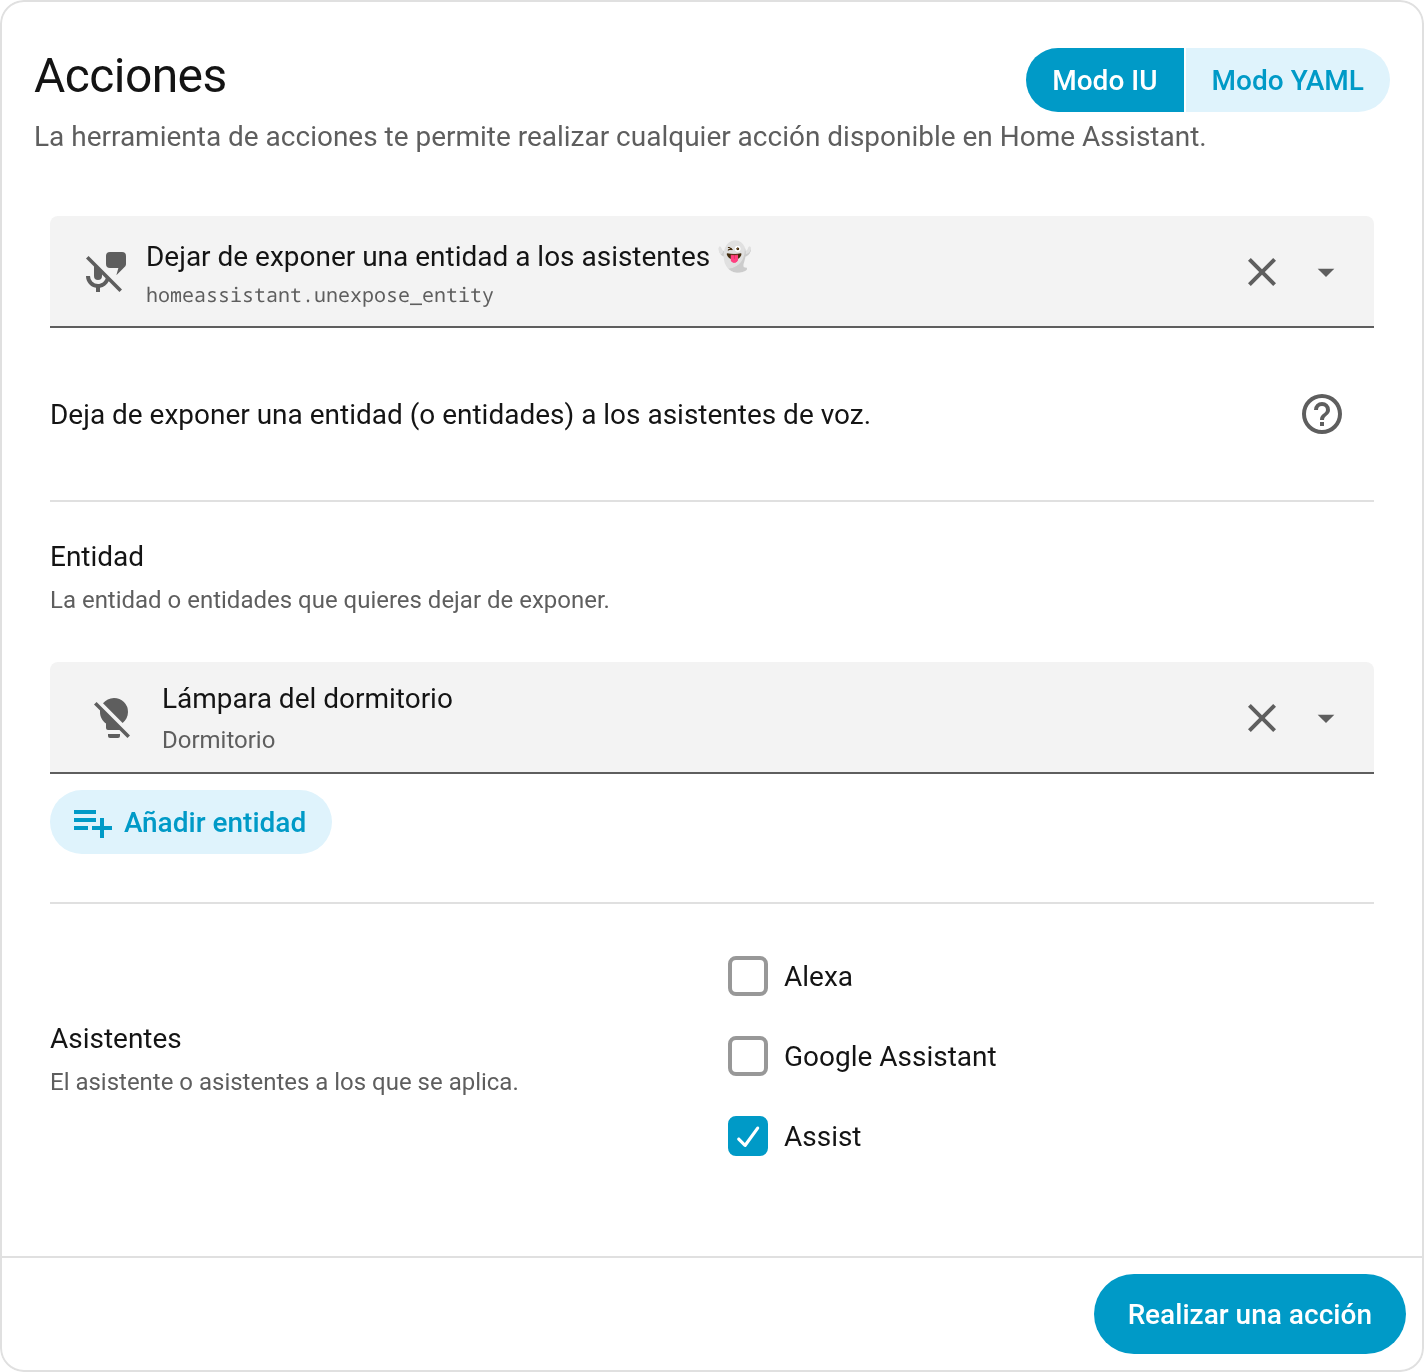 Acciones
Modo IU
Modo YAML
La herramienta de acciones te permite realizar cualquier acción disponible en Home Assistant.
Dejar de exponer una entidad a los asistentes 👻
homeassistant.unexpose_entity
Deja de exponer una entidad (o entidades) a los asistentes de voz.
Entidad
La entidad o entidades que quieres dejar de exponer.
Lámpara del dormitorio
Dormitorio
Añadir entidad
Asistentes
El asistente o asistentes a los que se aplica.
Alexa
Google Assistant
Assist
Realizar una acción